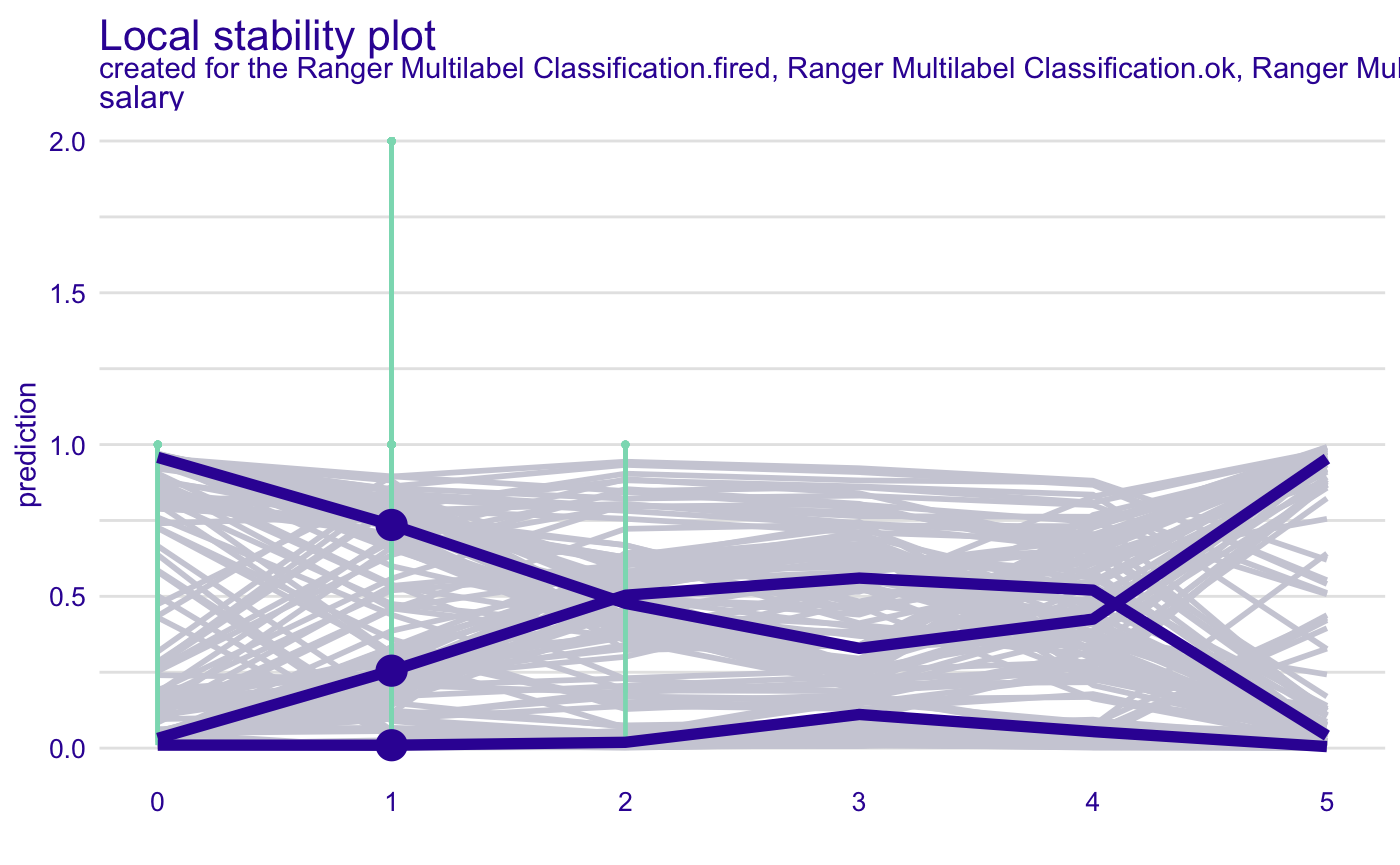 Local stability plot
created for the Ranger Multilabel Classification.fired, Ranger Multilabel Classification.ok, Ranger Mul
salary
2.0
1.5
1.0
0.5
0.0
prediction
0 1 2 3 4 5